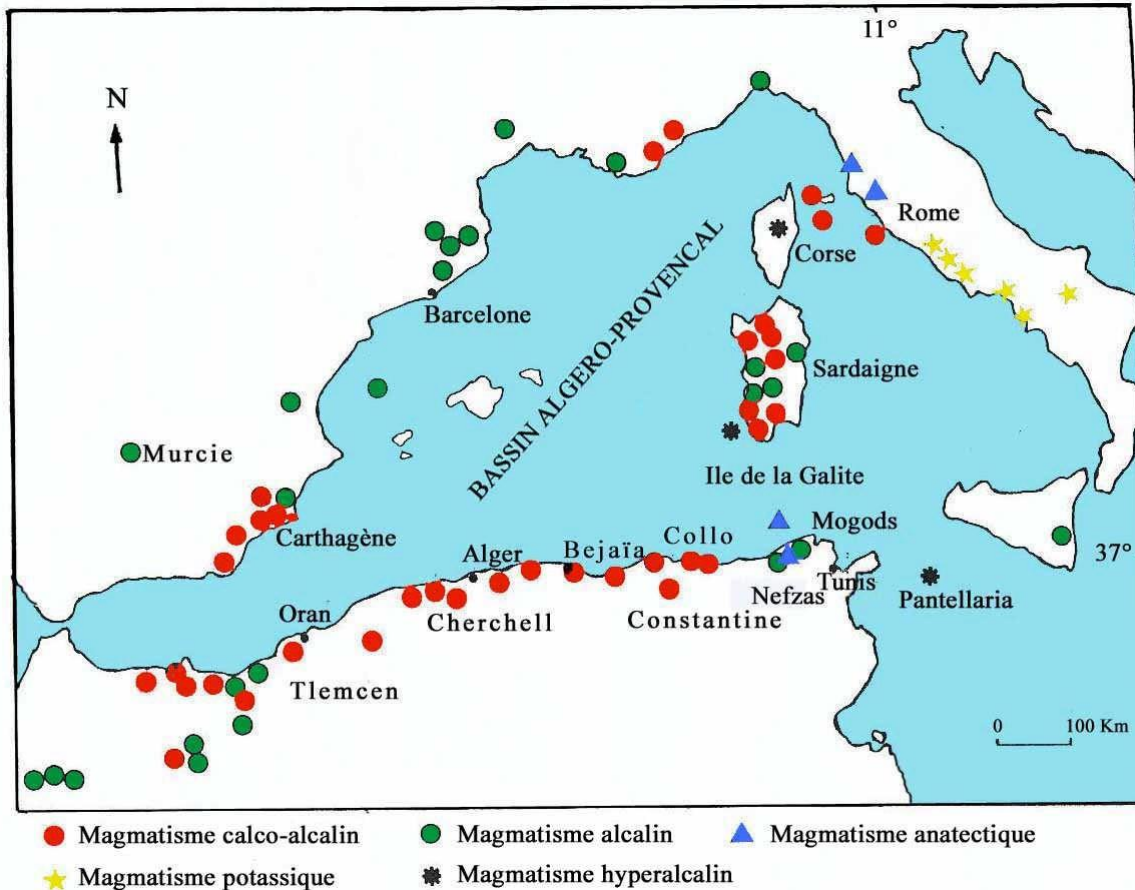 11°
N
Rome
Corse
Barcelone
BASSIN ALGERO-PROVENCAL
Sardaigne
Murcie
Ile de la Galite
Carthagène
Mogods
Collo
Alger
Bejaïa
37°
Tunis
Nefzas
Pantellaria
Oran
Cherchell
Constantine
Tlemcen
0 100 Km
Magmatisme calco-alcalin
Magmatisme alcalin
Magmatisme anatectique
Magmatisme potassique
Magmatisme hyperalcalin